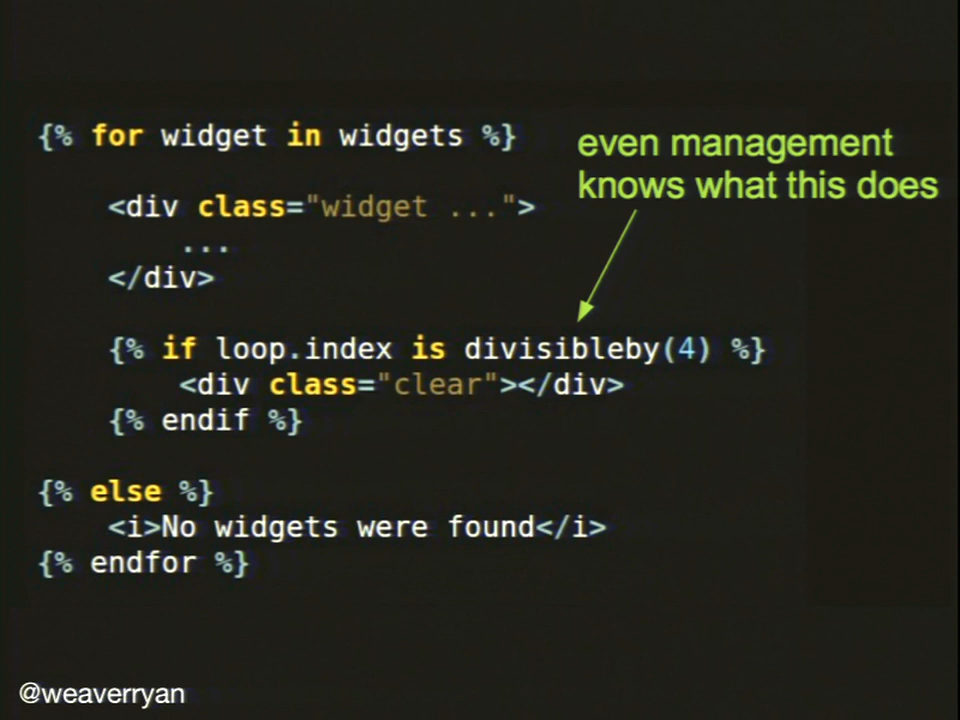 {% for widget in widgets %}
even management
knows what this does
<div class="widget ...">
...
</div>
{% if loop.index is divisibleby(4) %}
<div class="clear"></div>
{% endif %}
{% else %}
<i>No widgets were found</i>
{% endfor %}
@weaverryan